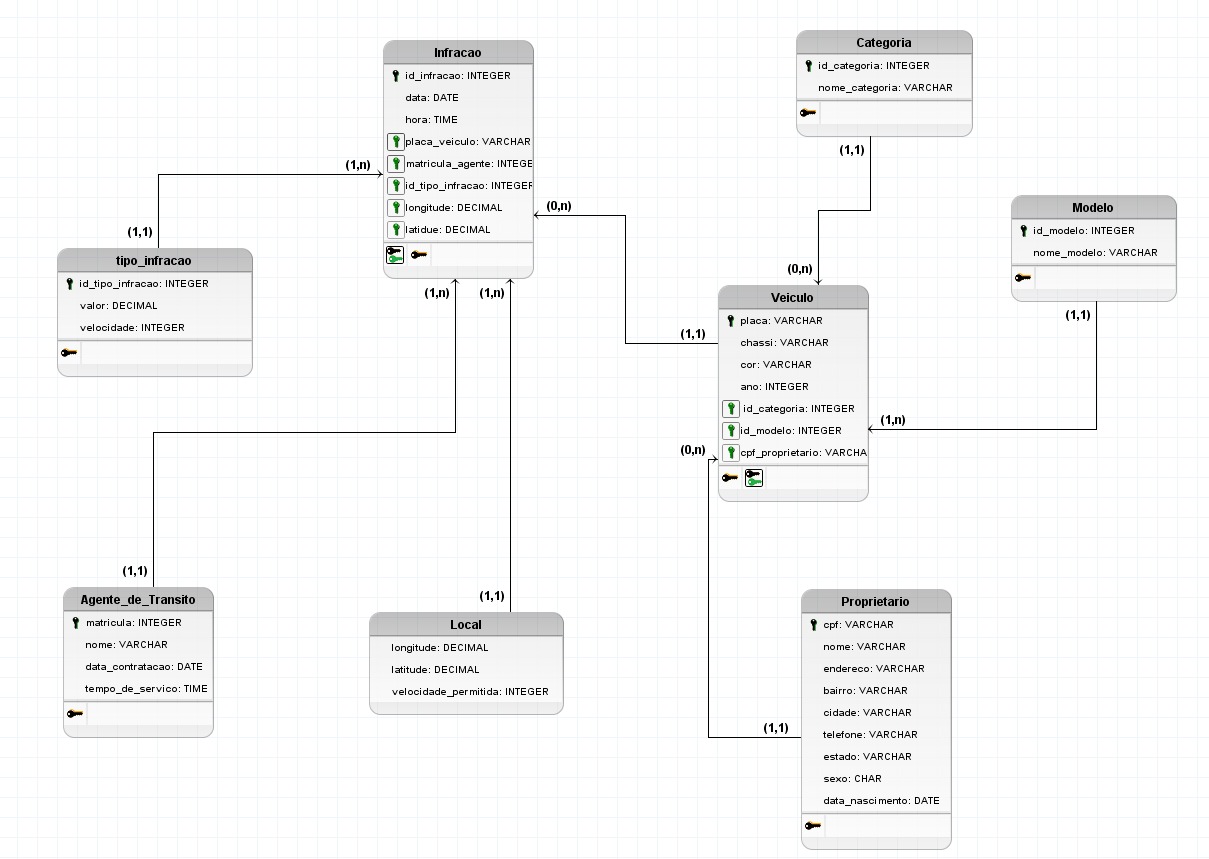 Infracao
id_infracao: INTEGER
data: DATE
hora: TIME
placa_veiculo: VARCHAR
matricula_agente: INTEGE
id_tipo_infracao: INTEGER
longitude: DECIMAL
latidue: DECIMAL
Categoria
id_categoria: INTEGER
nome_categoria: VARCHAR
(1,1)
Modelo
id_modelo: INTEGER
nome_modelo: VARCHAR
(1,1)
(1,n)
(1,1)
tipo_infracao
id_tipo_infracao: INTEGER
valor: DECIMAL
velocidade: INTEGER
(0,n)
(1,1)
(0,n)
Veiculo
placa: VARCHAR
chassi: VARCHAR
cor: VARCHAR
ano: INTEGER
id_categoria: INTEGER
id_modelo: INTEGER
cpf_proprietario: VARCHA
(1,n)
(0,n)
(1,n)
(1,n)
(1,1)
Agente_de_Transito
matricula: INTEGER
nome: VARCHAR
data_contratacao: DATE
tempo_de_servico: TIME
(1,1)
Local
longitude: DECIMAL
latitude: DECIMAL
velocidade_permitida: INTEGER
(1,1)
Proprietario
cpf: VARCHAR
nome: VARCHAR
endereco: VARCHAR
bairro: VARCHAR
cidade: VARCHAR
telefone: VARCHAR
estado: VARCHAR
sexo: CHAR
data_nascimento: DATE